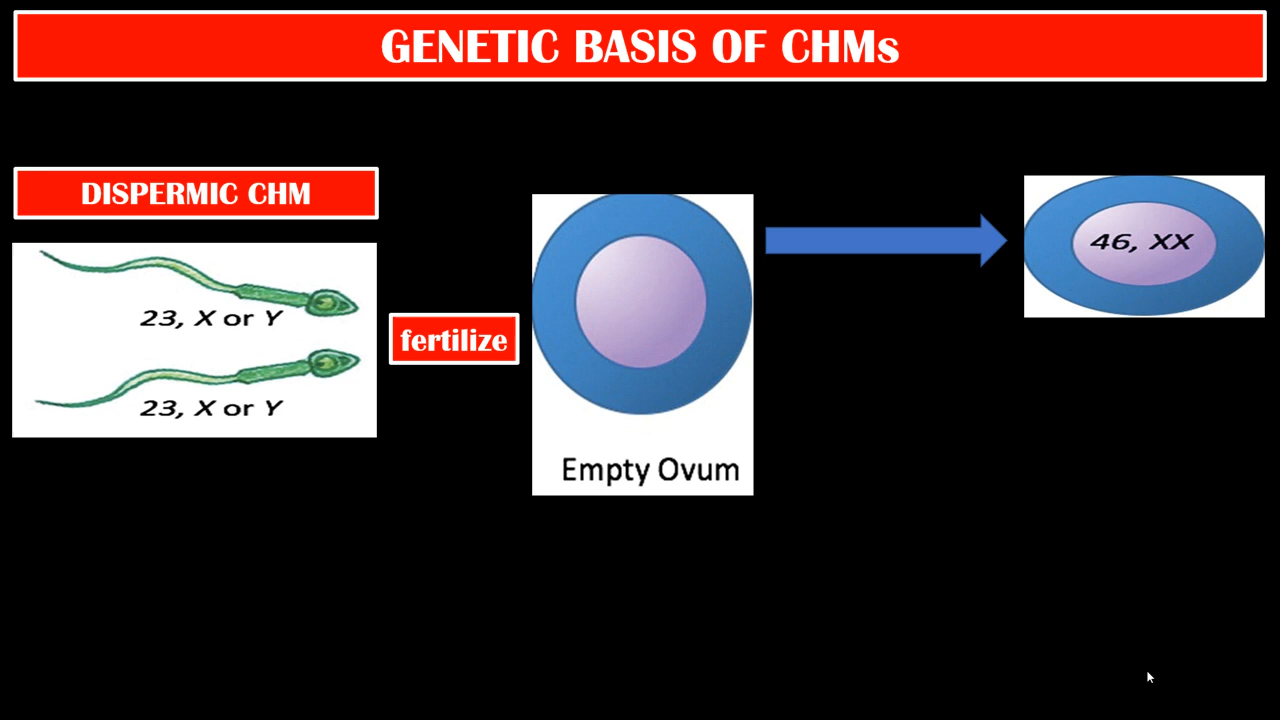 GENETIC BASIS OF CHMs
DISPERMIC CHM
23, X or Y
23, X or Y
fertilize
Empty Ovum
46, XX